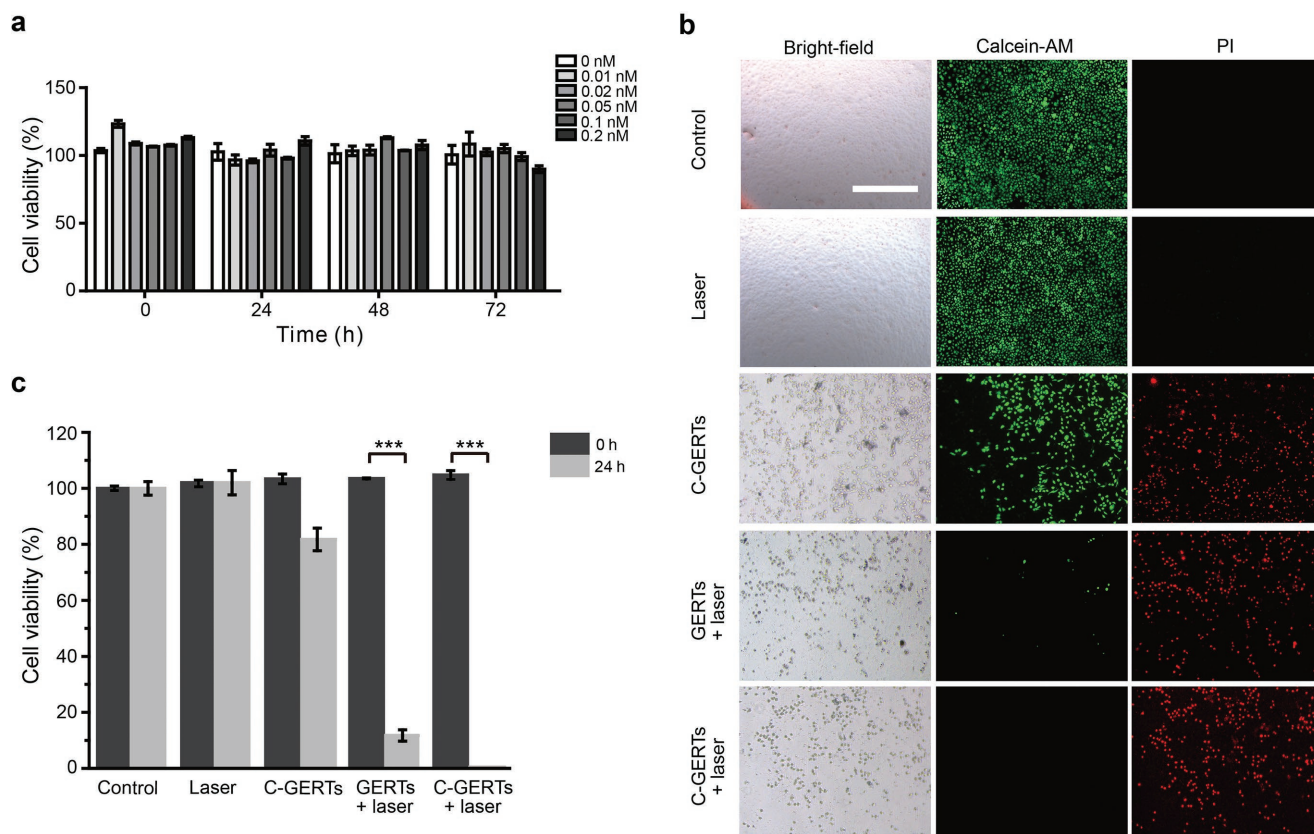 a
0 nM
0.01 nM
0.02 nM
0.05 nM
0.1 nM
0.2 nM
150
100
50
0
Cell viability (%)
0 24 48 72
Time (h)
b
Bright-field Calcein-AM PI
Control
Laser
C-GERTs
GERTs
+ laser
C-GERTs
+ laser
c
0 h
24 h
*** ***
120
100
80
60
40
20
0
Cell viability (%)
Control Laser C-GERTs GERTs C-GERTs
+ laser + laser